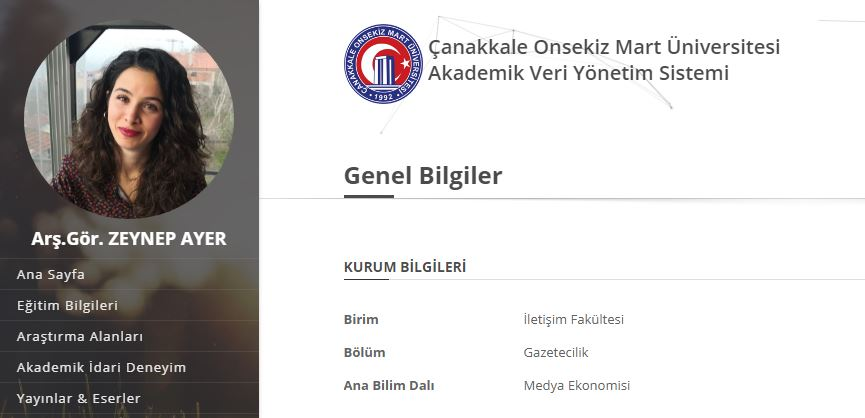 Arş.Gör. ZEYNEP AYER
Ana Sayfa
Eğitim Bilgileri
Araştırma Alanları
Akademik İdari Deneyim
Yayınlar & Eserler
ÇANAKKALE ONSEKİZ MART ÜNİVERSİTESİ
• 1992 •
Çanakkale Onsekiz Mart Üniversitesi
Akademik Veri Yönetim Sistemi
Genel Bilgiler
KURUM BİLGİLERİ
Birim İletişim Fakültesi
Bölüm Gazetecilik
Ana Bilim Dalı Medya Ekonomisi